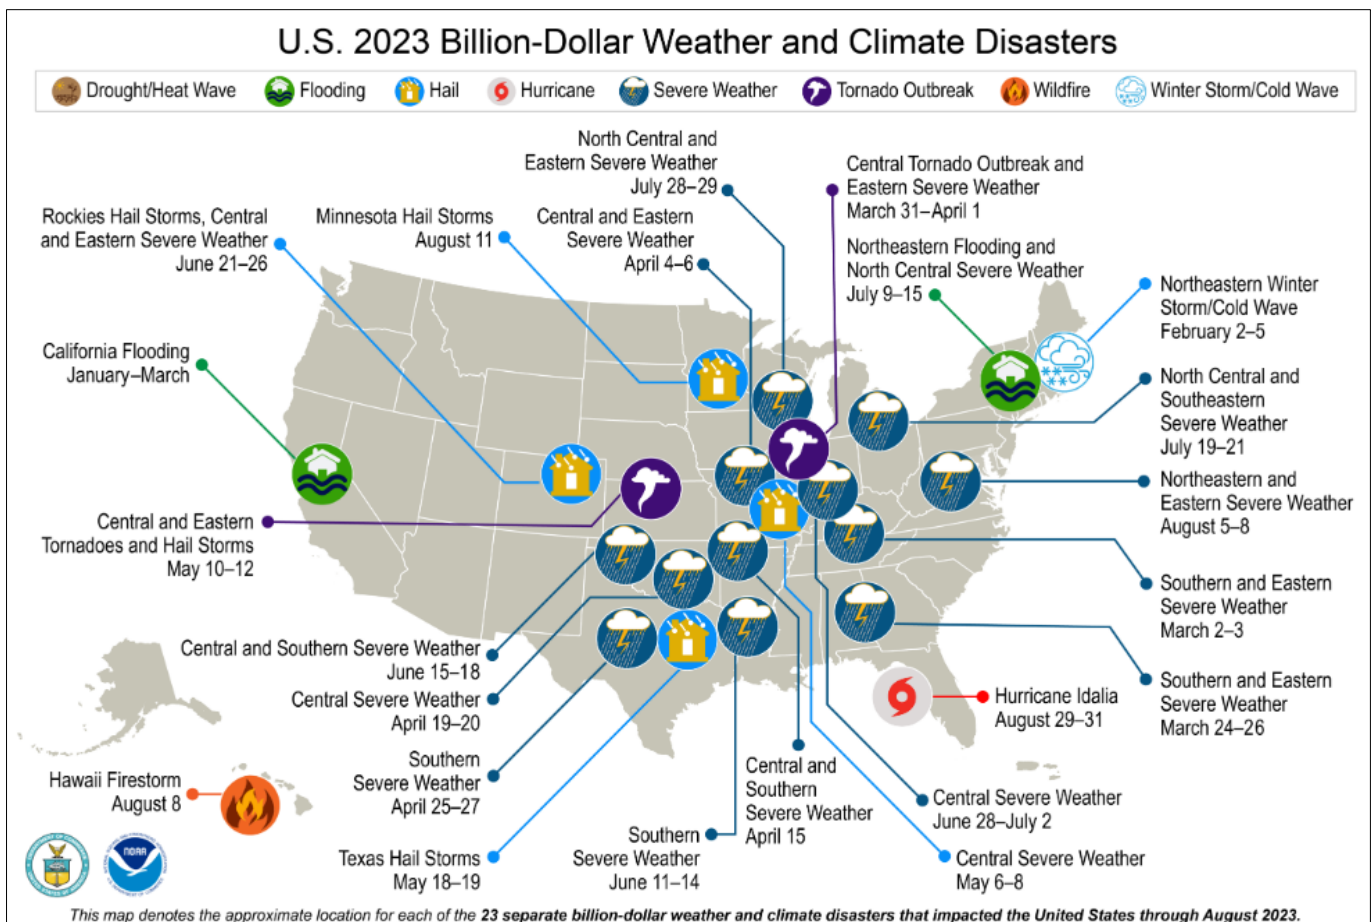 U.S. 2023 Billion-Dollar Weather and Climate Disasters
Drought/Heat Wave
Flooding
Hail
Hurricane
Severe Weather
Tornado Outbreak
Wildfire
Winter Storm/Cold Wave
North Central and
Eastern Severe Weather
July 28–29
Central Tornado Outbreak and
Eastern Severe Weather
March 31–April 1
Rockies Hail Storms, Central
and Eastern Severe Weather
June 21–26
Minnesota Hail Storms
August 11
Central and Eastern
Severe Weather
April 4–6
Northeastern Flooding and
North Central Severe Weather
July 9–15
Northeastern Winter
Storm/Cold Wave
February 2–5
California Flooding
January–March
North Central and
Southeastern
Severe Weather
July 19–21
Northeastern and
Eastern Severe Weather
August 5–8
Central and Eastern
Tornadoes and Hail Storms
May 10–12
Southern and Eastern
Severe Weather
March 2–3
Central and Southern Severe Weather
June 15–18
Southern and Eastern
Severe Weather
March 24–26
Central Severe Weather
April 19–20
Hurricane Idalia
August 29–31
Southern
Severe Weather
April 25–27
Central and
Southern
Severe Weather
April 15
Hawaii Firestorm
August 8
Central Severe Weather
June 28–July 2
Southern
Severe Weather
June 11–14
Texas Hail Storms
May 18–19
Central Severe Weather
May 6–8
NOAA
This map denotes the approximate location for each of the 23 separate billion-dollar weather and climate disasters that impacted the United States through August 2023.